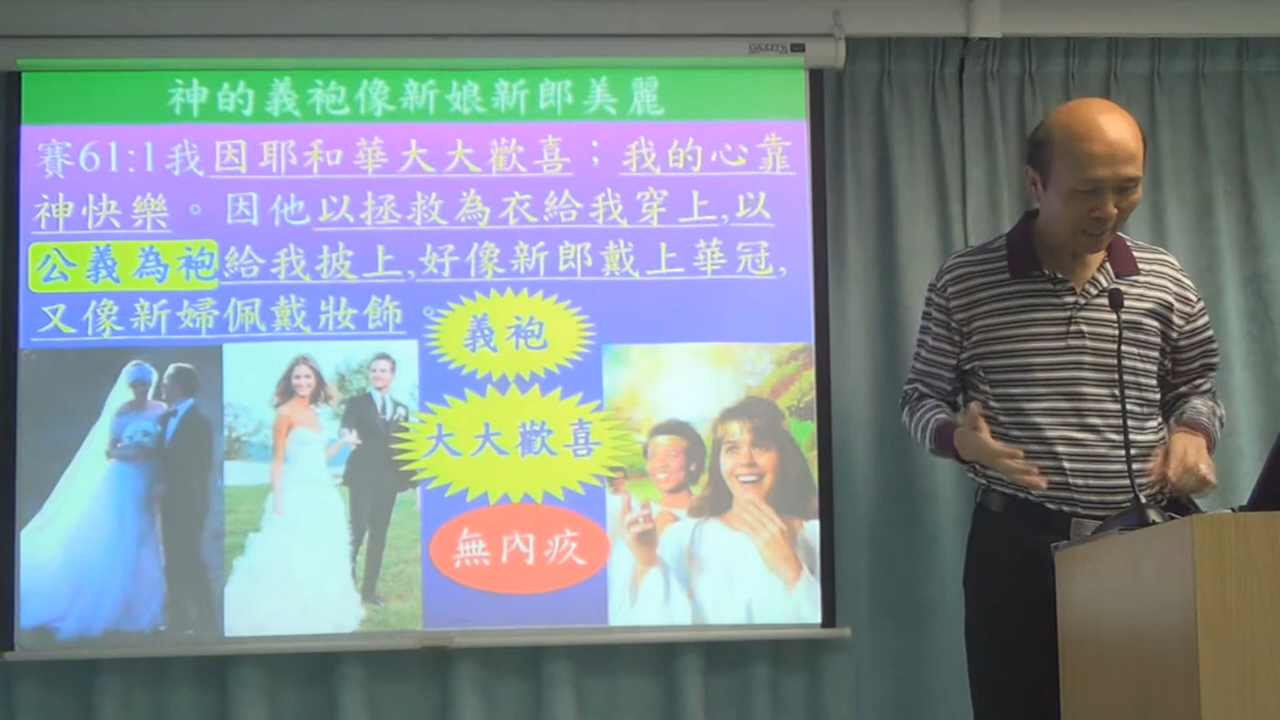 神的義袍像新娘新郎美麗
賽61:1我因耶和華大大歡喜；我的心靠
神快樂。因他以拯救為衣給我穿上,以
公義為袍給我披上,好像新郎戴上華冠,
又像新婦佩戴妝飾。
義袍
大大歡喜
無內疚